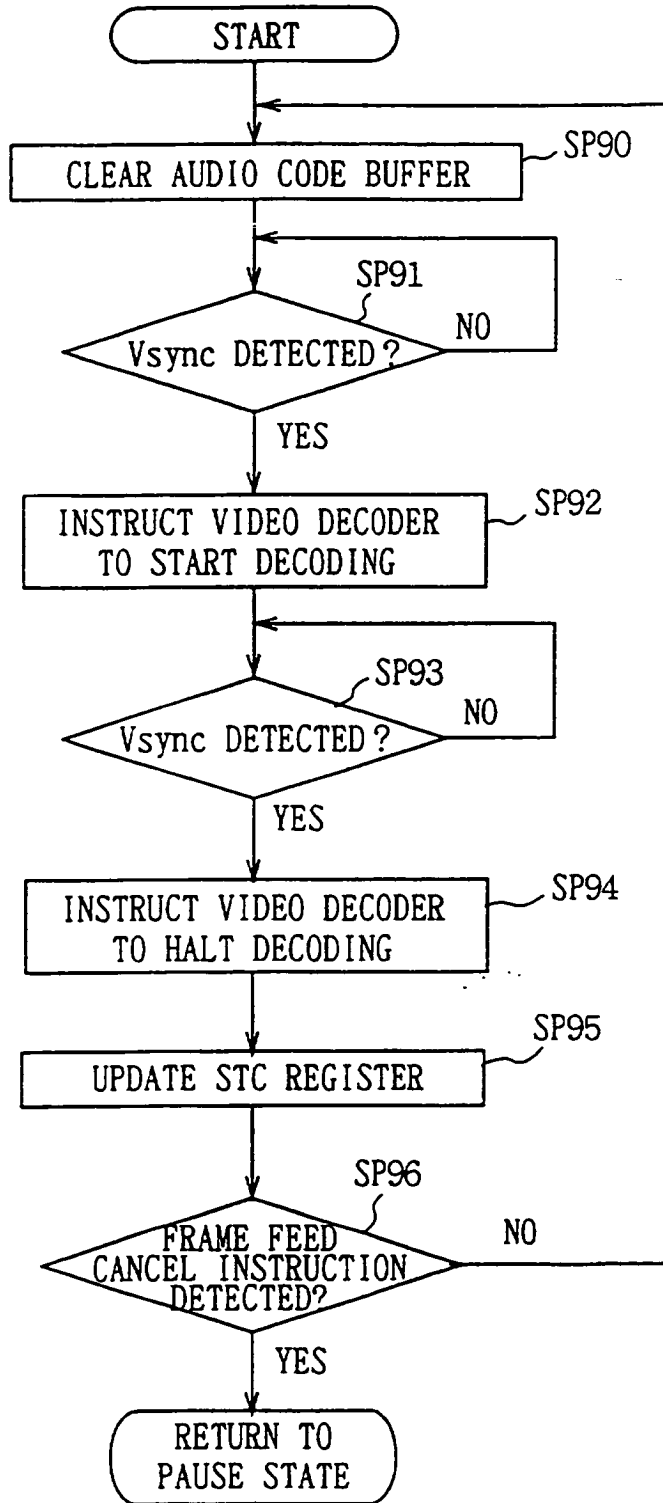 START
CLEAR AUDIO CODE BUFFER
SP90
SP91
Vsync DETECTED?
NO
YES
INSTRUCT VIDEO DECODER
TO START DECODING
SP92
SP93
Vsync DETECTED?
NO
YES
INSTRUCT VIDEO DECODER
TO HALT DECODING
SP94
SP95
UPDATE STC REGISTER
SP96
FRAME FEED
CANCEL INSTRUCTION
DETECTED?
NO
YES
RETURN TO
PAUSE STATE